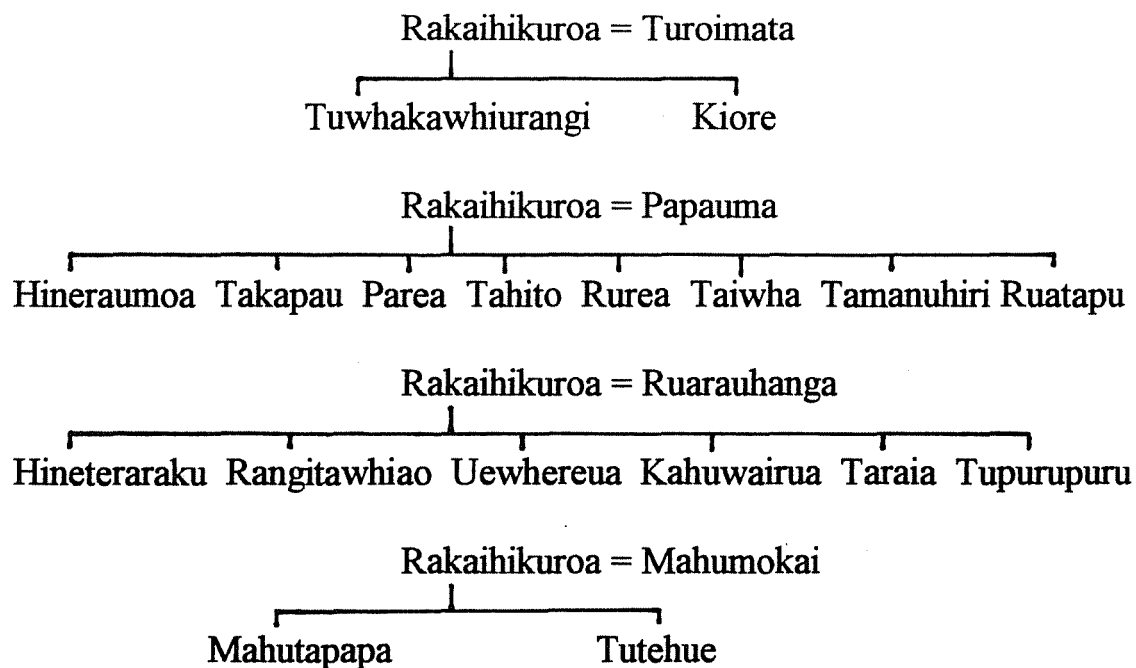 Rakaihikuroa = Turoimata
Tuwhakawhiurangi Kiore
Rakaihikuroa = Papauma
Hineraumoa Takapau Parea Tahito Rurea Taiwha Tamanuhiri Ruatapu
Rakaihikuroa = Ruarauhanga
Hineteraraku Rangitawhiao Uewhereua Kahuwairua Taraia Tupurupuru
Rakaihikuroa = Mahumokai
Mahutapapa Tutehue